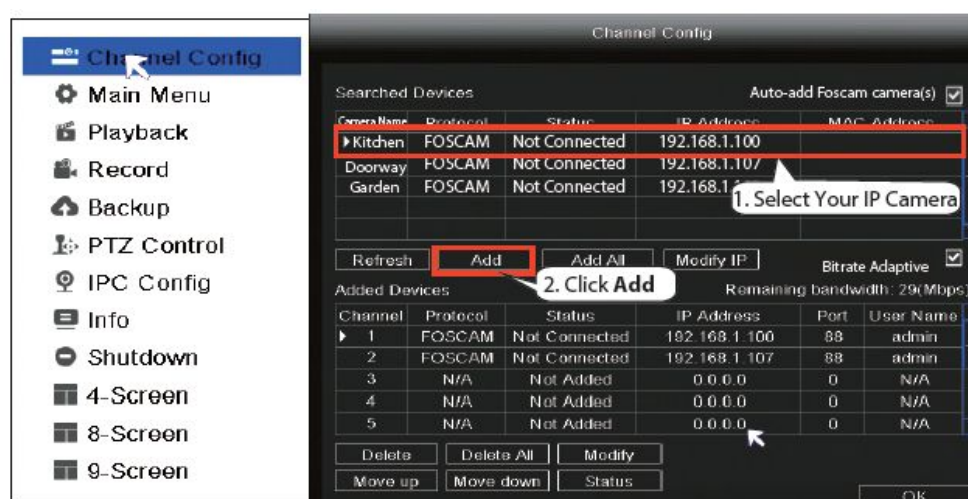 Channel Config
Main Menu
Playback
Record
Backup
PTZ Control
IPC Config
Info
Shutdown
4-Screen
8-Screen
9-Screen
Channel Config
Searched Devices Auto-add Foscam camera(s)
Camera Name Protocol Status IP Address MAC Address
Kitchen FOSCAM Not Connected 192.168.1.100
Doorway FOSCAM Not Connected 192.168.1.107
Garden FOSCAM Not Connected
1. Select Your IP Camera
Refresh Add Add All Modify IP Bitrate Adaptive
2. Click Add
Added Devices Remaining bandwidth: 29(Mbps)
Channel Protocol Status IP Address Port User Name
1 FOSCAM Not Connected 192.168.1.100 88 admin
2 FOSCAM Not Connected 192.168.1.107 88 admin
3 N/A Not Added 0.0.0.0 0 N/A
4 N/A Not Added 0.0.0.0 0 N/A
5 N/A Not Added 0.0.0.0 0 N/A
Delete Delete All Modify
Move up Move down Status
OK